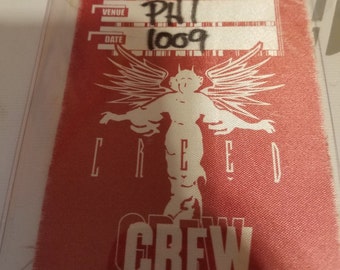 VENUE PHI
DATE 1009
CREED
CREW